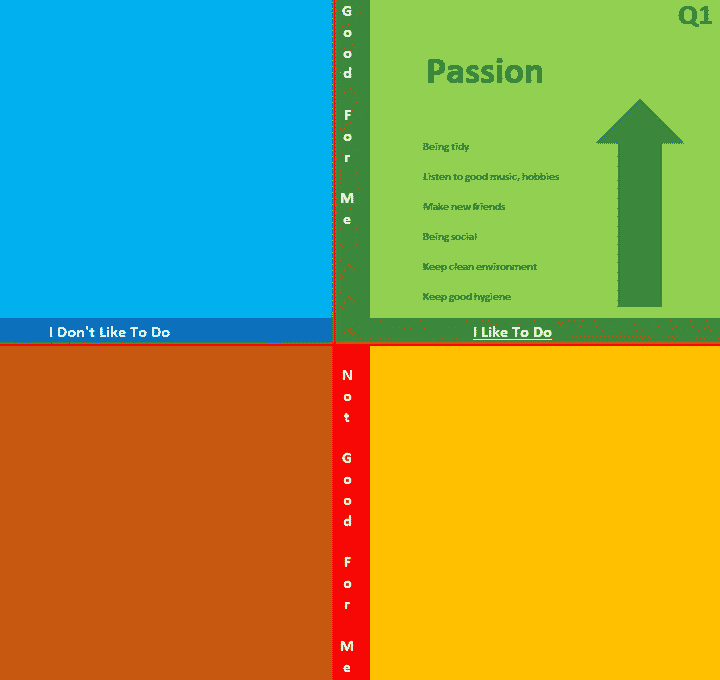 Good For Me
Q1
Passion
Being tidy
Listen to good music, hobbies
Make new friends
Being social
Keep clean environment
Keep good hygiene
I Don't Like To Do
I Like To Do
Not Good For Me